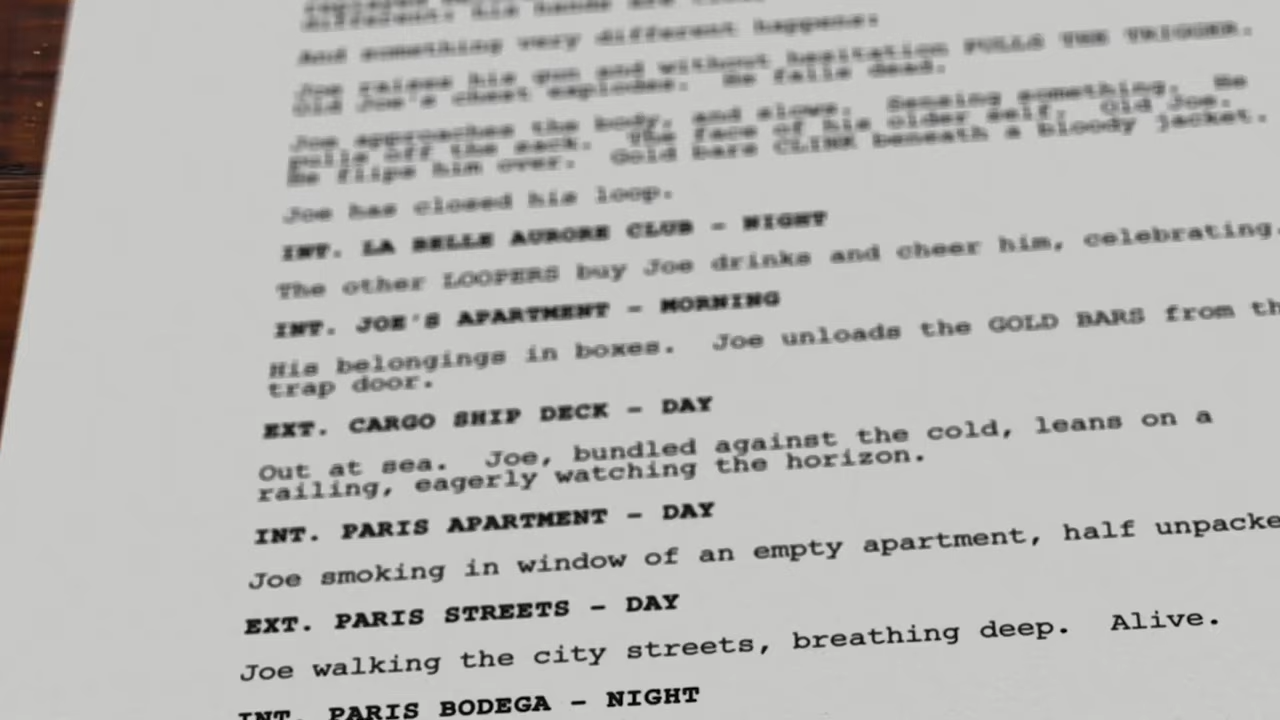 different: his hands are
And something very different happens:
Joe raises his gun and without hesitation PULLS THE TRIGGER.
Old Joe's chest explodes. He falls dead.
Joe approaches the body, and slows. Sensing something. He
pulls off the sack. The face of his older self. Old Joe.
He flips him over. Gold bars CLINK beneath a bloody jacket.
Joe has closed his loop.
INT. LA BELLE AURORE CLUB - NIGHT
The other LOOPERS buy Joe drinks and cheer him, celebrating.
INT. JOE'S APARTMENT - MORNING
His belongings in boxes. Joe unloads the GOLD BARS from th
trap door.
EXT. CARGO SHIP DECK - DAY
Out at sea. Joe, bundled against the cold, leans on a
railing, eagerly watching the horizon.
INT. PARIS APARTMENT - DAY
Joe smoking in window of an empty apartment, half unpacke
EXT. PARIS STREETS - DAY
Joe walking the city streets, breathing deep. Alive.
INT. PARIS BODEGA - NIGHT